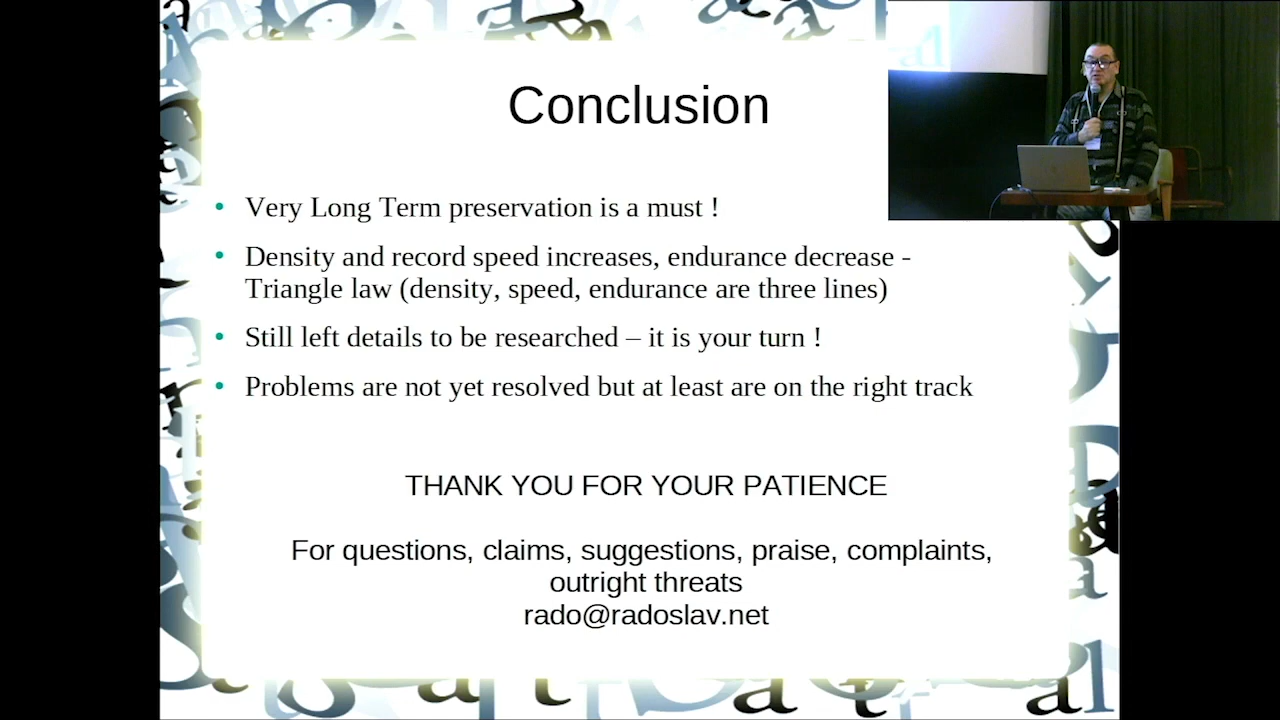 Conclusion
Very Long Term preservation is a must !
Density and record speed increases, endurance decrease -
Triangle law (density, speed, endurance are three lines)
Still left details to be researched – it is your turn !
Problems are not yet resolved but at least are on the right track
THANK YOU FOR YOUR PATIENCE
For questions, claims, suggestions, praise, complaints,
outright threats
rado@radoslav.net